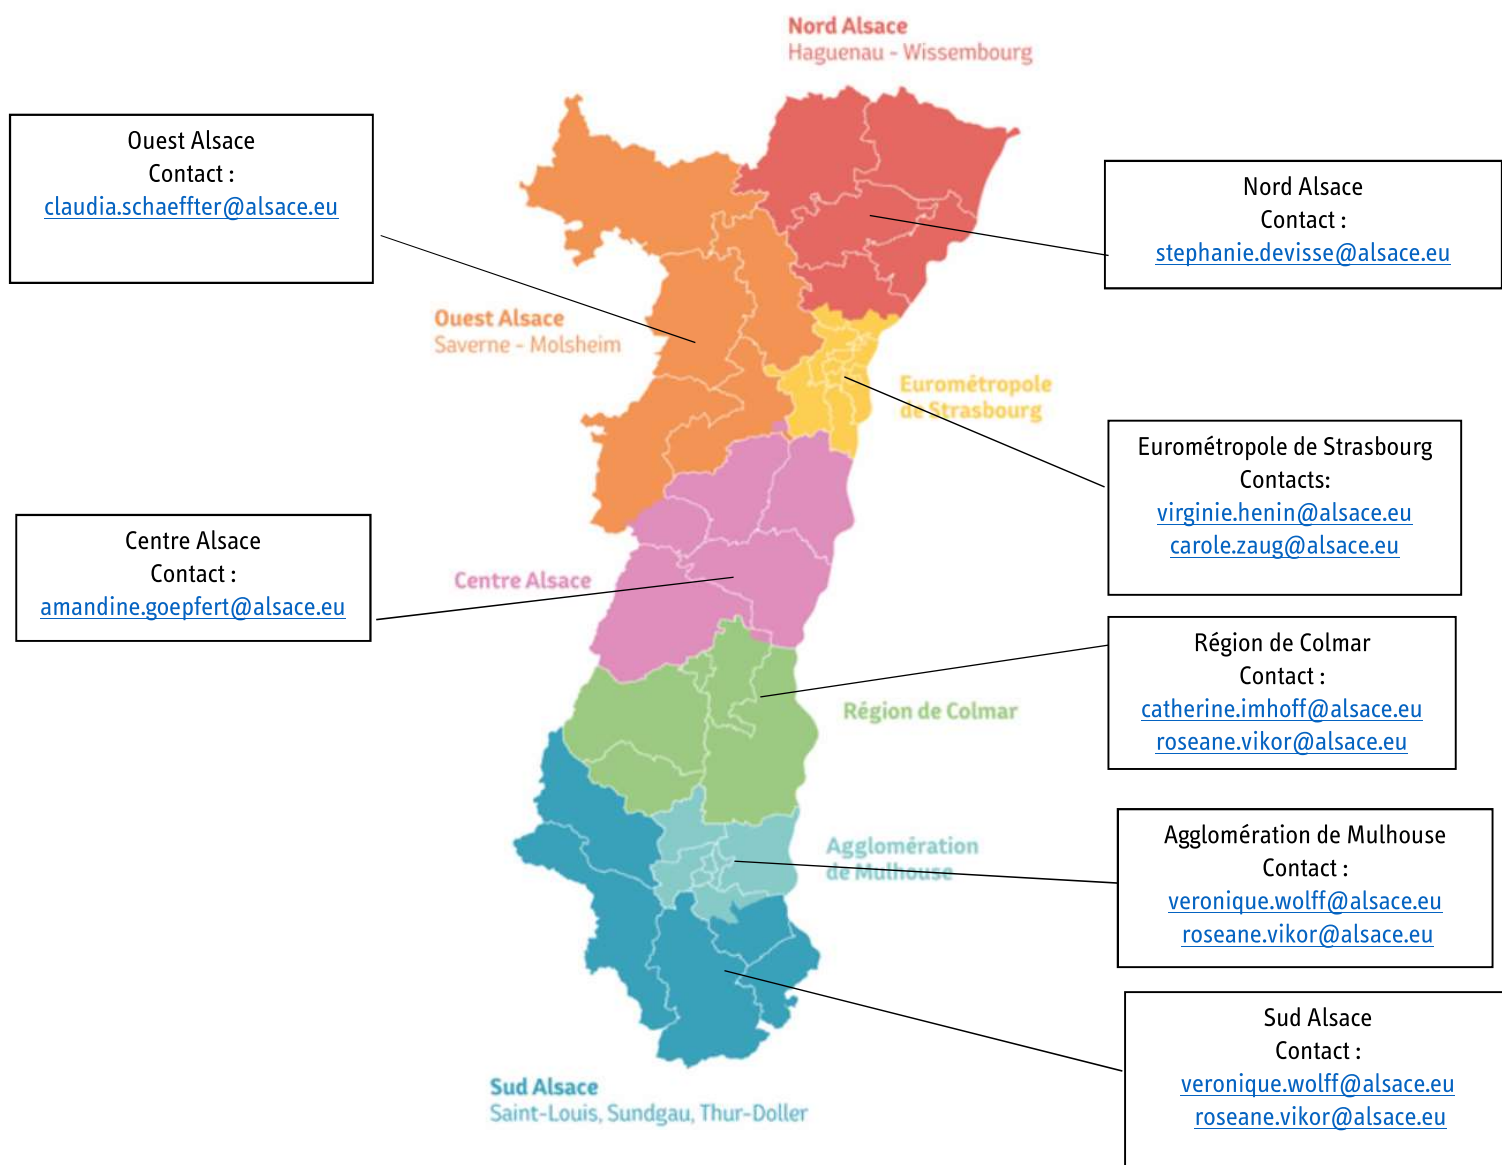 Nord Alsace
Haguenau - Wissembourg
Ouest Alsace
Contact :
claudia.schaeffter@alsace.eu
Nord Alsace
Contact :
stephanie.devisse@alsace.eu
Ouest Alsace
Saverne - Molsheim
Eurométropole
de Strasbourg
Eurométropole de Strasbourg
Contacts:
virginie.henin@alsace.eu
carole.zaug@alsace.eu
Centre Alsace
Contact :
amandine.goepfert@alsace.eu
Centre Alsace
Région de Colmar
Contact :
catherine.imhoff@alsace.eu
roseane.vikor@alsace.eu
Région de Colmar
Agglomération
de Mulhouse
Agglomération de Mulhouse
Contact :
veronique.wolff@alsace.eu
roseane.vikor@alsace.eu
Sud Alsace
Contact :
veronique.wolff@alsace.eu
roseane.vikor@alsace.eu
Sud Alsace
Saint-Louis, Sundgau, Thur-Doller